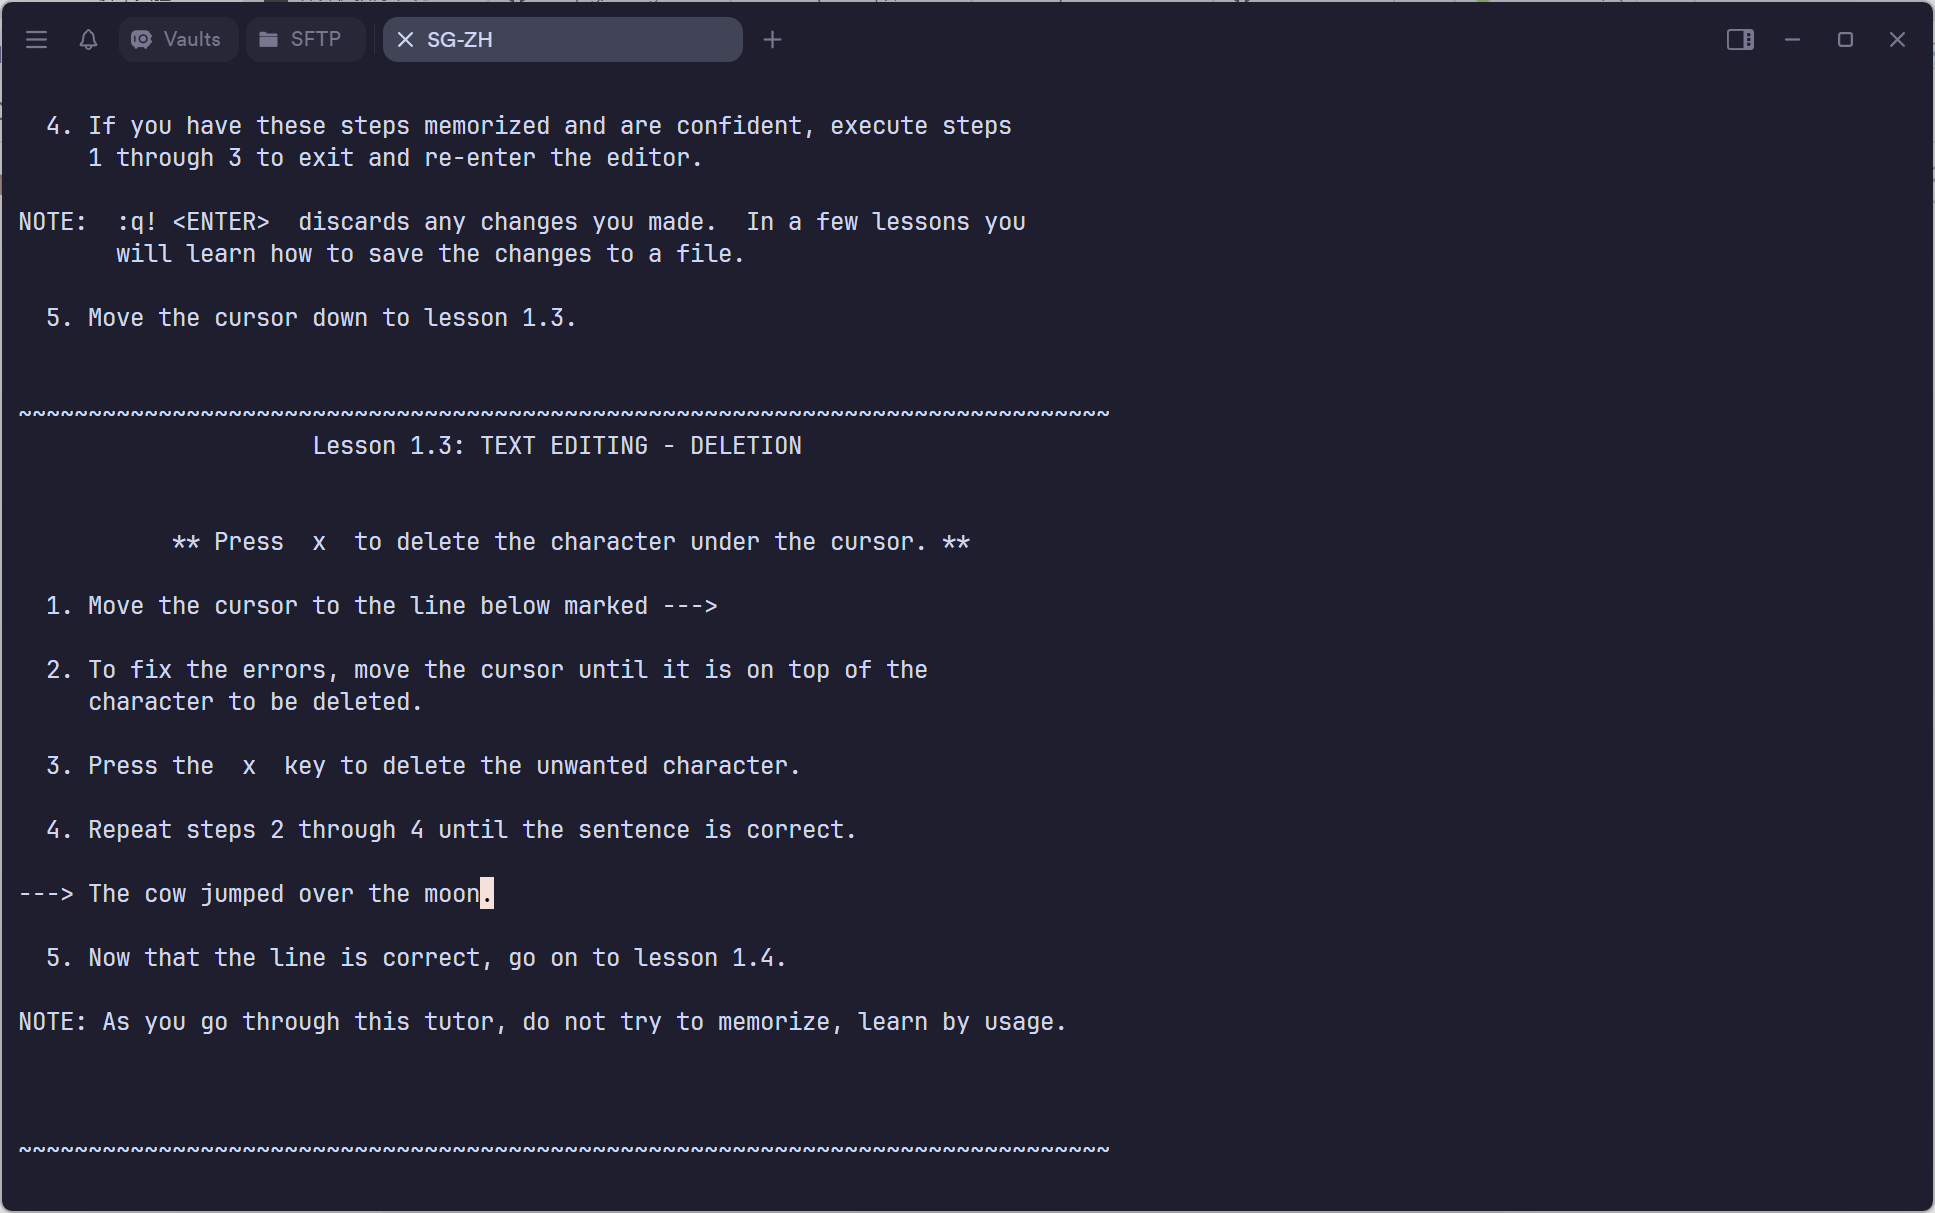 Vaults SFTP SG-ZH
4. If you have these steps memorized and are confident, execute steps
1 through 3 to exit and re-enter the editor.
NOTE:  :q! <ENTER>  discards any changes you made.  In a few lessons you
will learn how to save the changes to a file.
5. Move the cursor down to lesson 1.3.
~~~~~~~~~~~~~~~~~~~~~~~~~~~~~~~~~~~~~~~~~~~~~~~~~~~~~~~~~~~~~~~~~~~~~~~~~~~~~~
Lesson 1.3: TEXT EDITING - DELETION
** Press  x  to delete the character under the cursor. **
1. Move the cursor to the line below marked --->
2. To fix the errors, move the cursor until it is on top of the
character to be deleted.
3. Press the  x  key to delete the unwanted character.
4. Repeat steps 2 through 4 until the sentence is correct.
---> The cow jumped over the moon.
5. Now that the line is correct, go on to lesson 1.4.
NOTE: As you go through this tutor, do not try to memorize, learn by usage.
~~~~~~~~~~~~~~~~~~~~~~~~~~~~~~~~~~~~~~~~~~~~~~~~~~~~~~~~~~~~~~~~~~~~~~~~~~~~~~